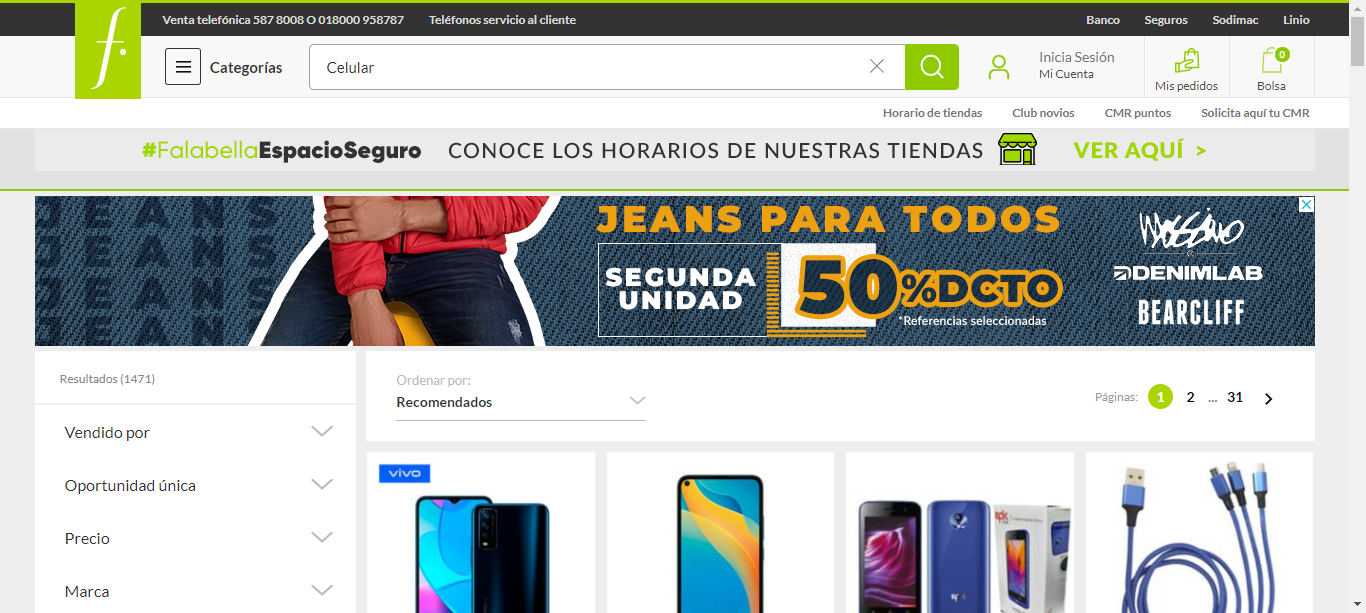 Venta telefónica 587 8008 O 018000 958787
Teléfonos servicio al cliente
Banco
Seguros
Sodimac
Linio
f.
Categorías
Celular
Inicia Sesión
Mi Cuenta
Mis pedidos
0
Bolsa
Horario de tiendas
Club novios
CMR puntos
Solicita aquí tu CMR
#FalabellaEspacioSeguro
CONOCE LOS HORARIOS DE NUESTRAS TIENDAS
VER AQUÍ >
JEANS
JEANS
JEANS
JEANS
JEANS PARA TODOS
SEGUNDA
UNIDAD
50%DCTO
*Referencias seleccionadas
Mossimo
DENIMLAB
BEARCLIFF
Resultados (1471)
Ordenar por:
Recomendados
Páginas:
1
2
...
31
Vendido por
Oportunidad única
Precio
Marca
vivo
epic
epic